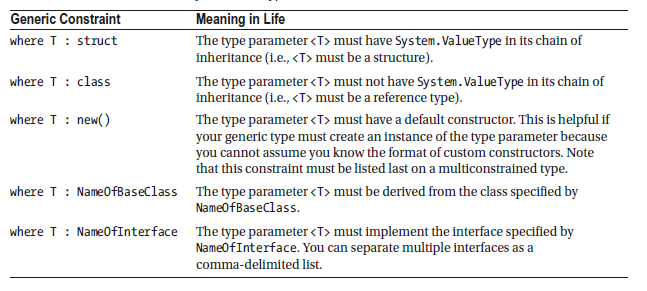 Generic Constraint Meaning in Life
where T : struct The type parameter <T> must have System.ValueType in its chain of
inheritance (i.e., <T> must be a structure).
where T : class The type parameter <T> must not have System.ValueType in its chain of
inheritance (i.e., <T> must be a reference type).
where T : new() The type parameter <T> must have a default constructor. This is helpful if
your generic type must create an instance of the type parameter because
you cannot assume you know the format of custom constructors. Note
that this constraint must be listed last on a multiconstrained type.
where T : NameOfBaseClass The type parameter <T> must be derived from the class specified by
NameOfBaseClass.
where T : NameOfInterface The type parameter <T> must implement the interface specified by
NameOfInterface. You can separate multiple interfaces as a
comma-delimited list.